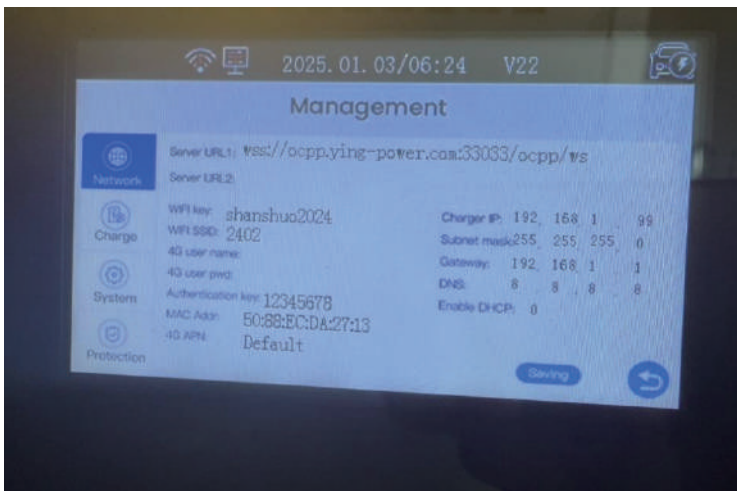 2025.01.03/06:24 V22
Management
Network
Charge
System
Protection
Server URL1: wss://ocpp.ying-power.com:33033/ocpp/ws
Server URL2:
WIFI key: shanshuo2024
WIFI SSID: 2402
4G user name:
4G user pwd:
Authentication key: 12345678
MAC Addr: 50:88:EC:DA:27:13
4G APN: Default
Charger IP: 192. 168. 1 . 99
Subnet mask: 255. 255. 255. 0
Gateway: 192. 168. 1 . 1
DNS: 8 . 8 . 8 . 8
Enable DHCP: 0
Saving